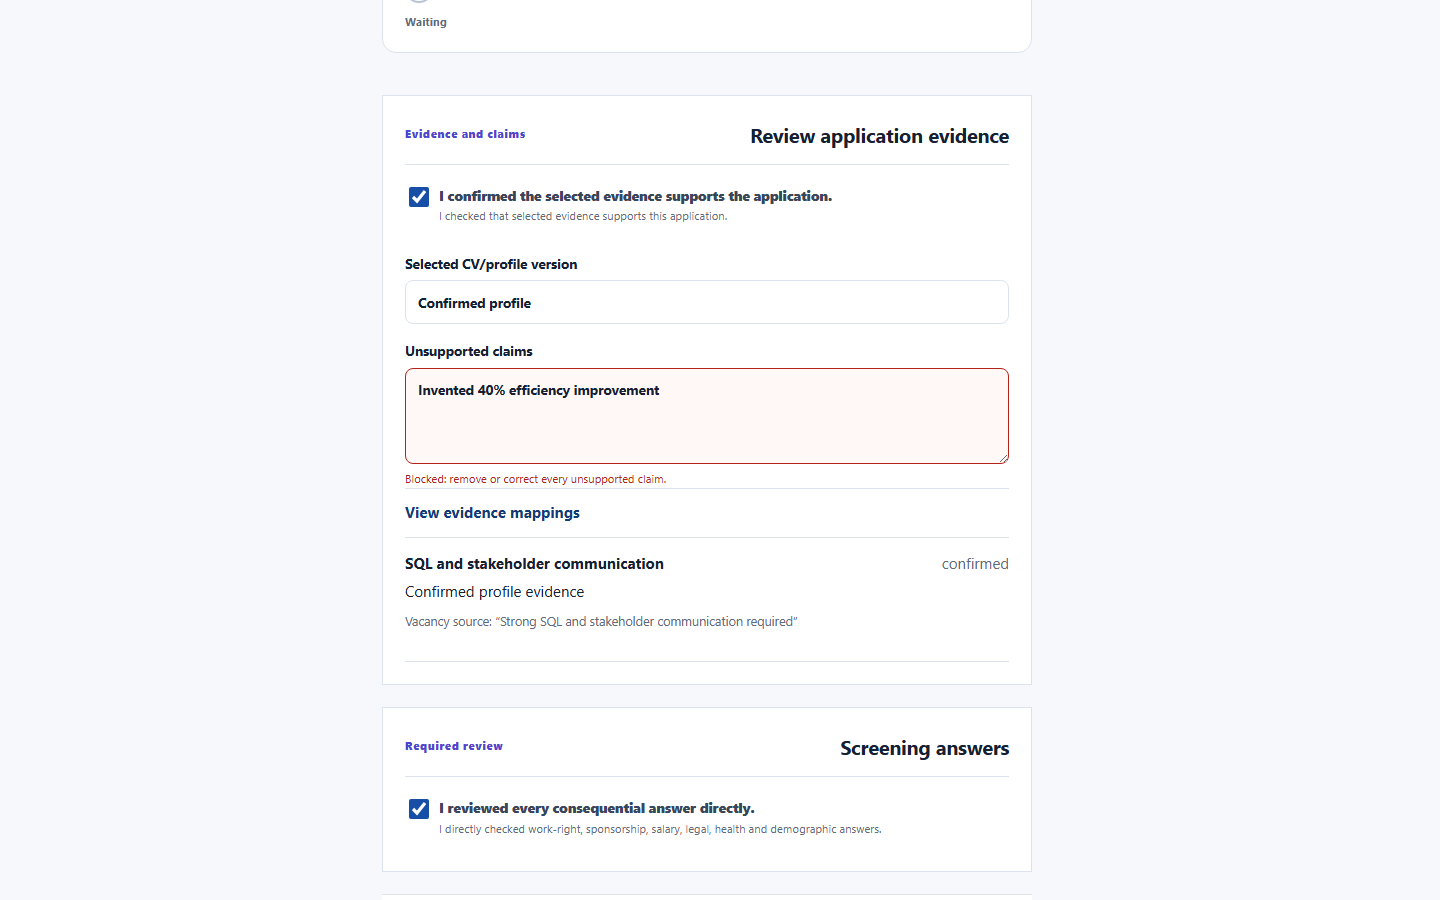 Waiting
Evidence and claims
Review application evidence
I confirmed the selected evidence supports the application.
I checked that selected evidence supports this application.
Selected CV/profile version
Confirmed profile
Unsupported claims
Invented 40% efficiency improvement
Blocked: remove or correct every unsupported claim.
View evidence mappings
SQL and stakeholder communication
confirmed
Confirmed profile evidence
Vacancy source: “Strong SQL and stakeholder communication required”
Required review
Screening answers
I reviewed every consequential answer directly.
I directly checked work-right, sponsorship, salary, legal, health and demographic answers.